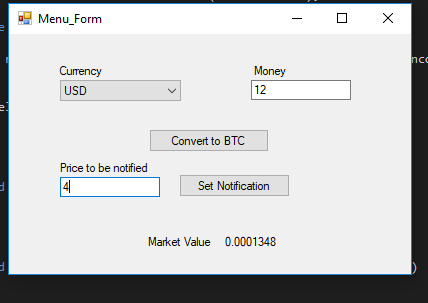 Menu_Form
Currency
Money
USD
12
Convert to BTC
Price to be notified
4
Set Notification
Market Value 0.0001348